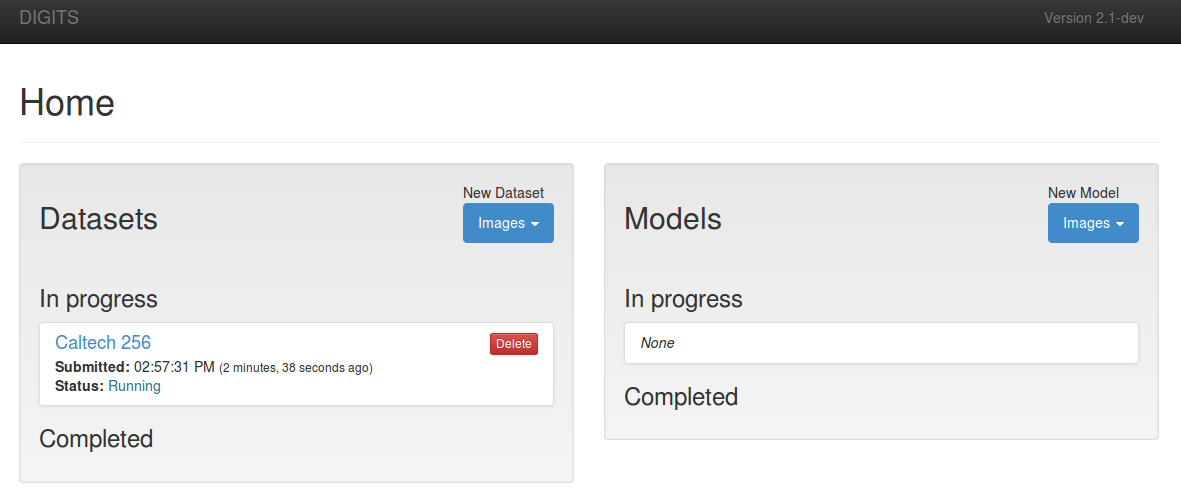 DIGITS
Version 2.1-dev
Home
New Dataset
Datasets
Images
In progress
Caltech 256
Delete
Submitted: 02:57:31 PM (2 minutes, 38 seconds ago)
Status: Running
Completed
New Model
Models
Images
In progress
None
Completed